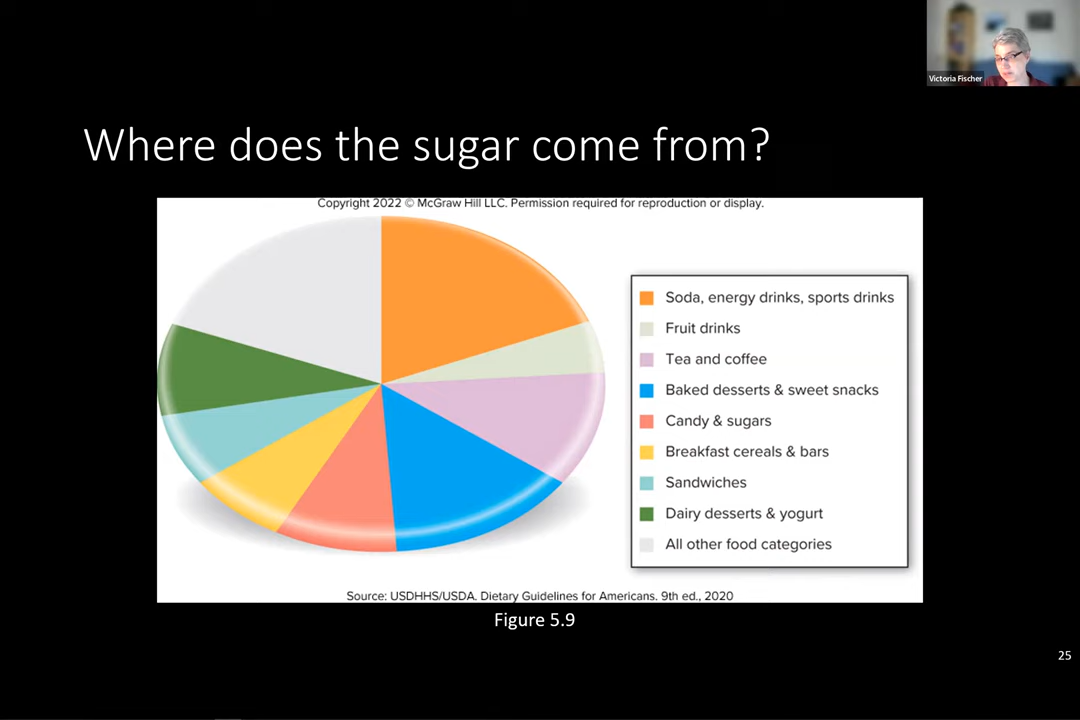 Victoria Fischer
Where does the sugar come from?
Copyright 2022 © McGraw Hill LLC. Permission required for reproduction or display.
Soda, energy drinks, sports drinks
Fruit drinks
Tea and coffee
Baked desserts & sweet snacks
Candy & sugars
Breakfast cereals & bars
Sandwiches
Dairy desserts & yogurt
All other food categories
Source: USDHHS/USDA. Dietary Guidelines for Americans. 9th ed., 2020
Figure 5.9
25